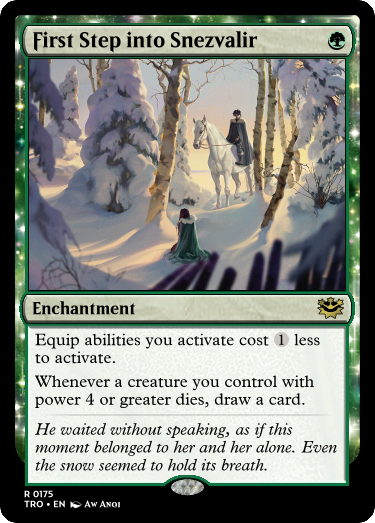 First Step into Snezvalir
Enchantment
Equip abilities you activate cost 1 less
to activate.
Whenever a creature you control with
power 4 or greater dies, draw a card.
He waited without speaking, as if this
moment belonged to her and her alone. Even
the snow seemed to hold its breath.
R 0175
TRO • EN Aw Anoi